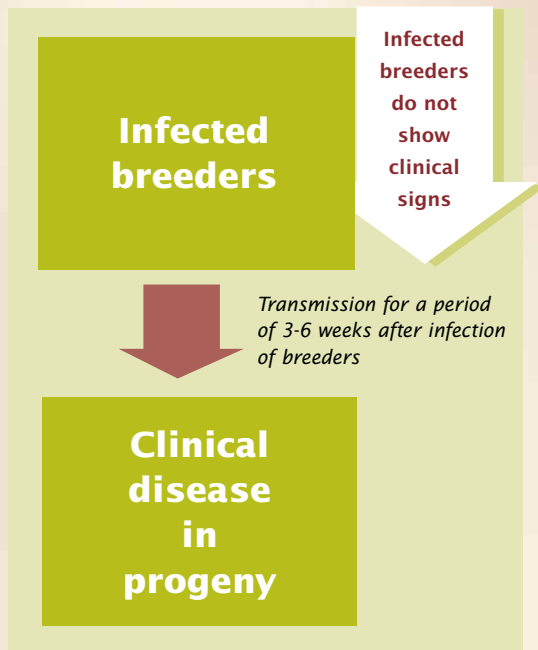 Infected
breeders
Infected
breeders
do not
show
clinical
signs
Transmission for a period
of 3-6 weeks after infection
of breeders
Clinical
disease
in
progeny